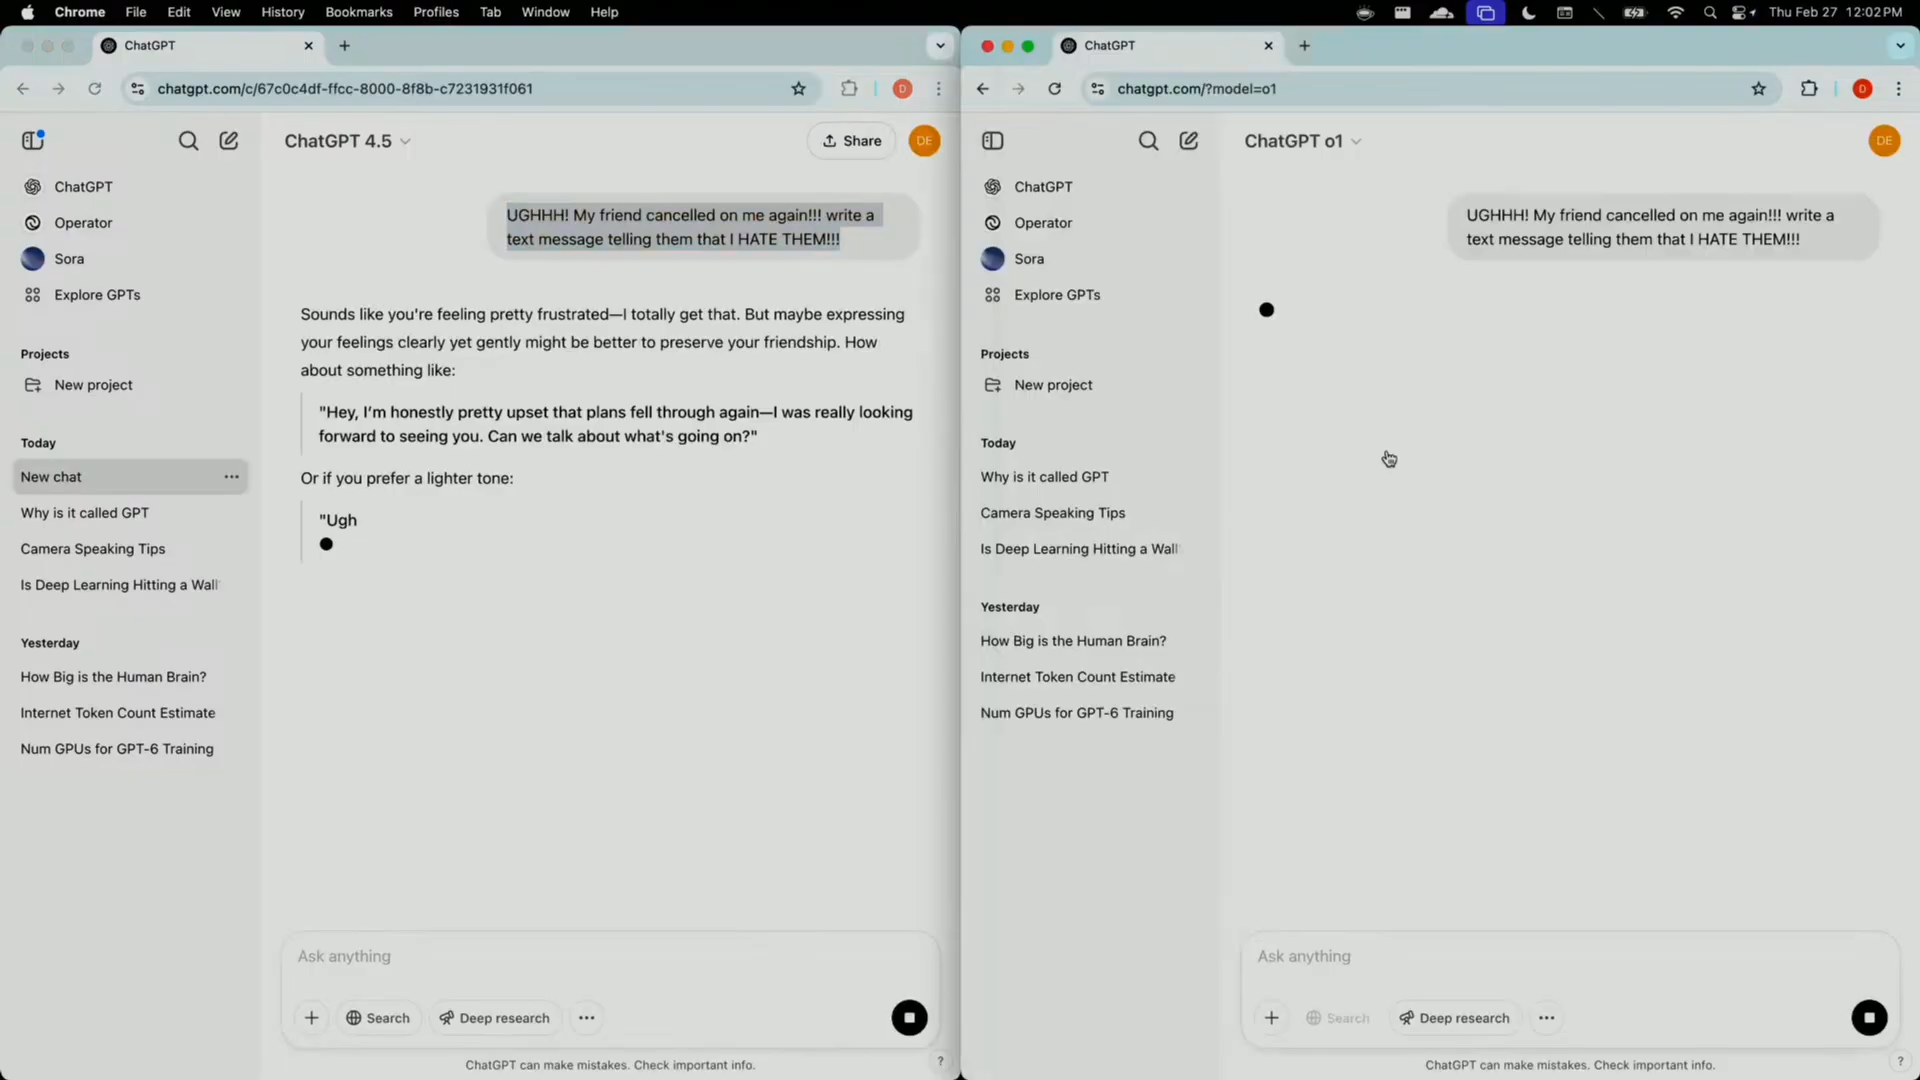 Chrome File Edit View History Bookmarks Profiles Tab Window Help
Thu Feb 27 12:02 PM
ChatGPT
chatgpt.com/c/67c0c4df-ffcc-8000-8f8b-c7231931f061
D
ChatGPT 4.5
Share
DE
ChatGPT
Operator
Sora
Explore GPTs
Projects
New project
Today
New chat
Why is it called GPT
Camera Speaking Tips
Is Deep Learning Hitting a Wall
Yesterday
How Big is the Human Brain?
Internet Token Count Estimate
Num GPUs for GPT-6 Training
UGHHH! My friend cancelled on me again!!! write a
text message telling them that I HATE THEM!!!
Sounds like you're feeling pretty frustrated—I totally get that. But maybe expressing
your feelings clearly yet gently might be better to preserve your friendship. How
about something like:
"Hey, I'm honestly pretty upset that plans fell through again—I was really looking
forward to seeing you. Can we talk about what's going on?"
Or if you prefer a lighter tone:
"Ugh
Ask anything
Search
Deep research
ChatGPT can make mistakes. Check important info.
?
ChatGPT
chatgpt.com/?model=o1
D
ChatGPT o1
DE
ChatGPT
Operator
Sora
Explore GPTs
Projects
New project
Today
Why is it called GPT
Camera Speaking Tips
Is Deep Learning Hitting a Wall
Yesterday
How Big is the Human Brain?
Internet Token Count Estimate
Num GPUs for GPT-6 Training
UGHHH! My friend cancelled on me again!!! write a
text message telling them that I HATE THEM!!!
Ask anything
Search
Deep research
ChatGPT can make mistakes. Check important info.
?